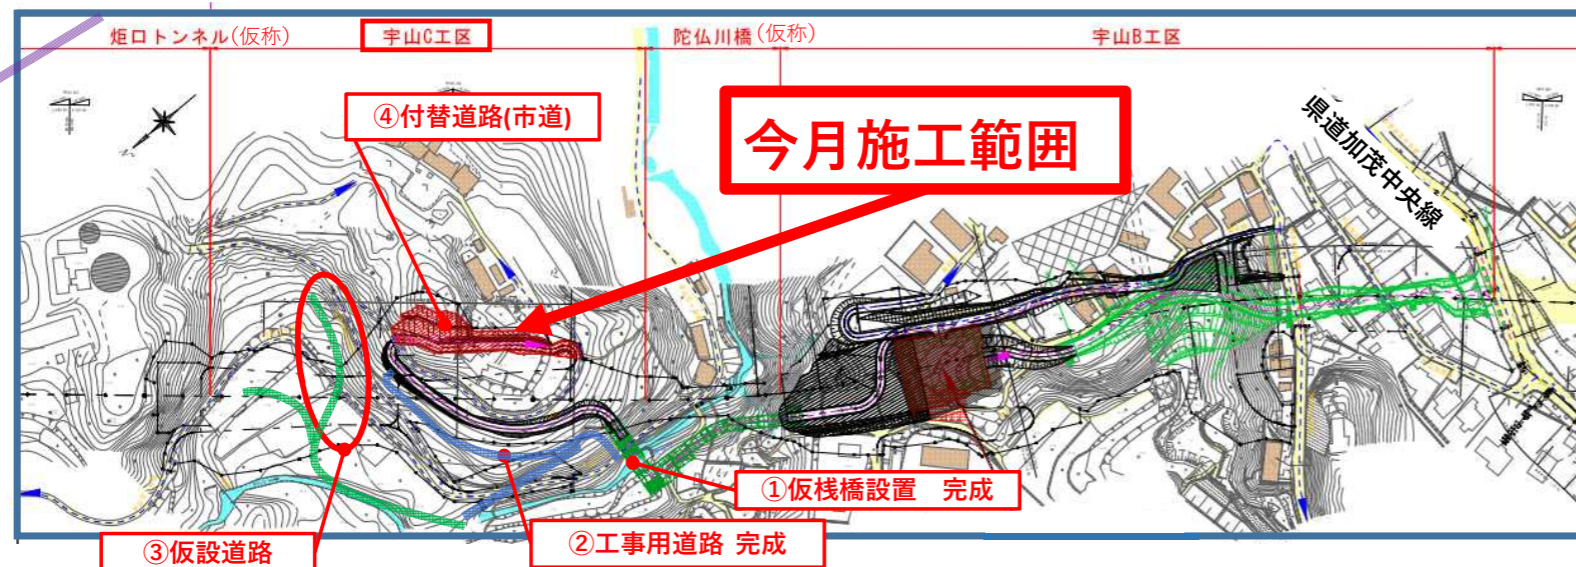 炬口トンネル(仮称)
宇山C工区
陀仏川橋(仮称)
宇山B工区
④付替道路(市道)
今月施工範囲
県道加茂中央線
①仮桟橋設置 完成
②工事用道路 完成
③仮設道路